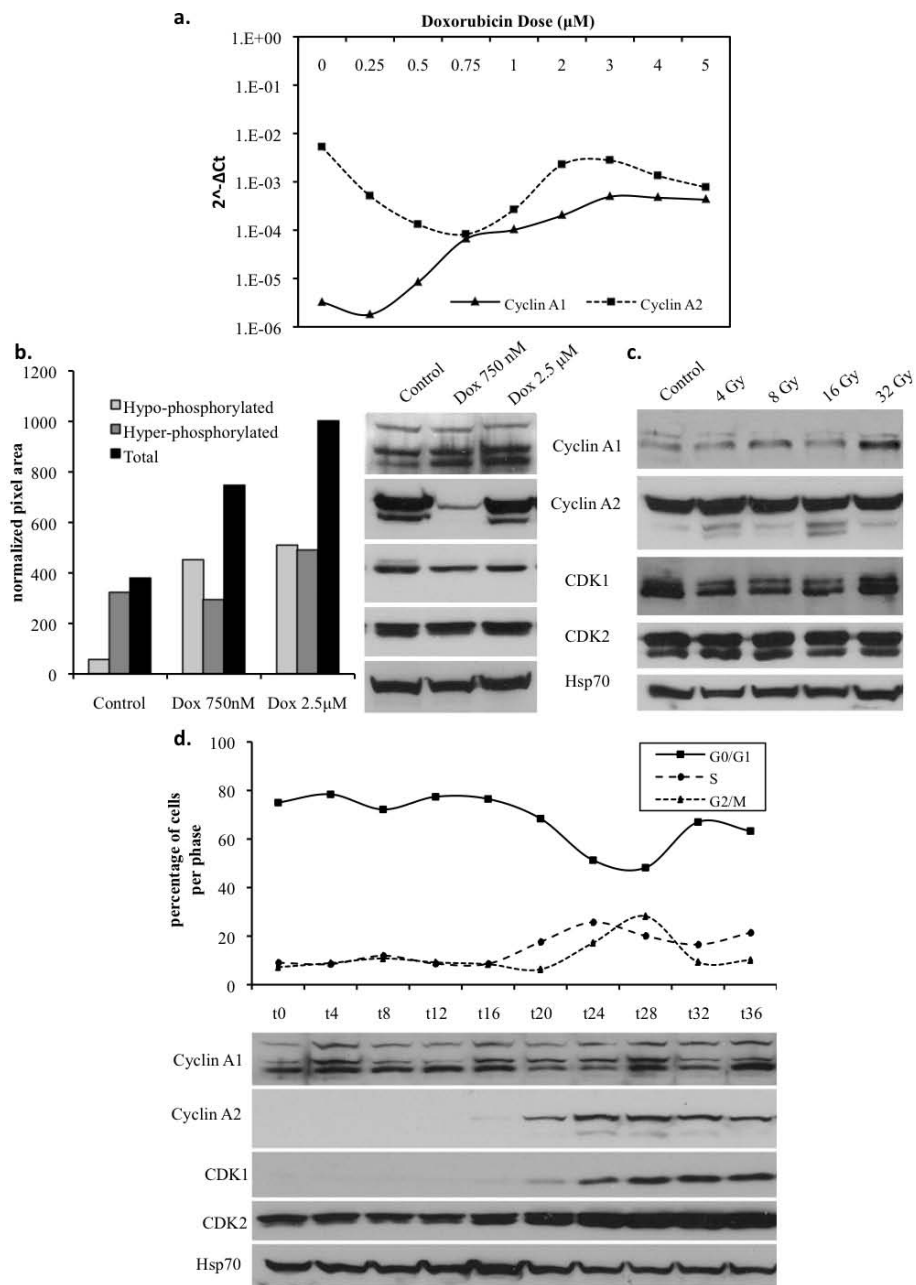 a.
Doxorubicin Dose (µM)
1.E+00
0 0.25 0.5 0.75 1 2 3 4 5
1.E-01
1.E-02
1.E-03
1.E-04
1.E-05
1.E-06
2^-ΔCt
Cyclin A1 Cyclin A2
b.
1200
1000
800
600
400
200
0
normalized pixel area
Hypo-phosphorylated
Hyper-phosphorylated
Total
Control Dox 750nM Dox 2.5µM
Control Dox 750 nM Dox 2.5 µM
c.
Control 4 Gy 8 Gy 16 Gy 32 Gy
Cyclin A1
Cyclin A2
CDK1
CDK2
Hsp70
d.
100
80
60
40
20
0
percentage of cells
per phase
G0/G1
S
G2/M
t0 t4 t8 t12 t16 t20 t24 t28 t32 t36
Cyclin A1
Cyclin A2
CDK1
CDK2
Hsp70